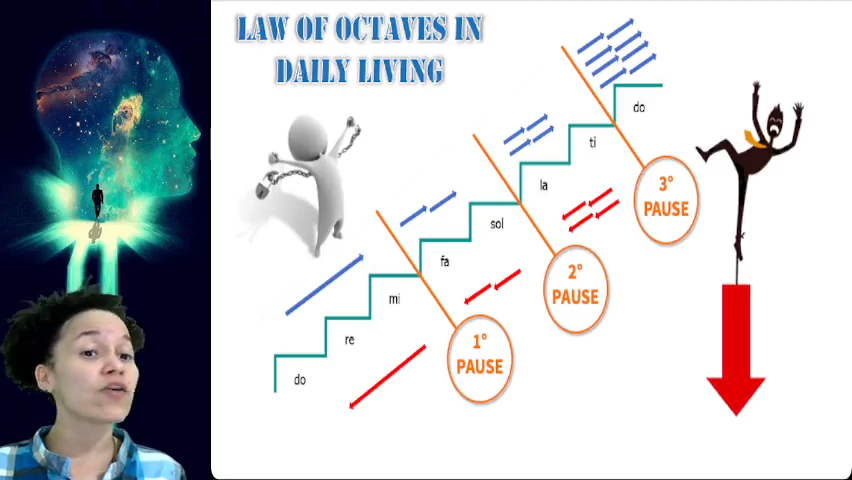 LAW OF OCTAVES IN
DAILY LIVING
do
re
mi
fa
sol
la
ti
do
1°
PAUSE
2°
PAUSE
3°
PAUSE